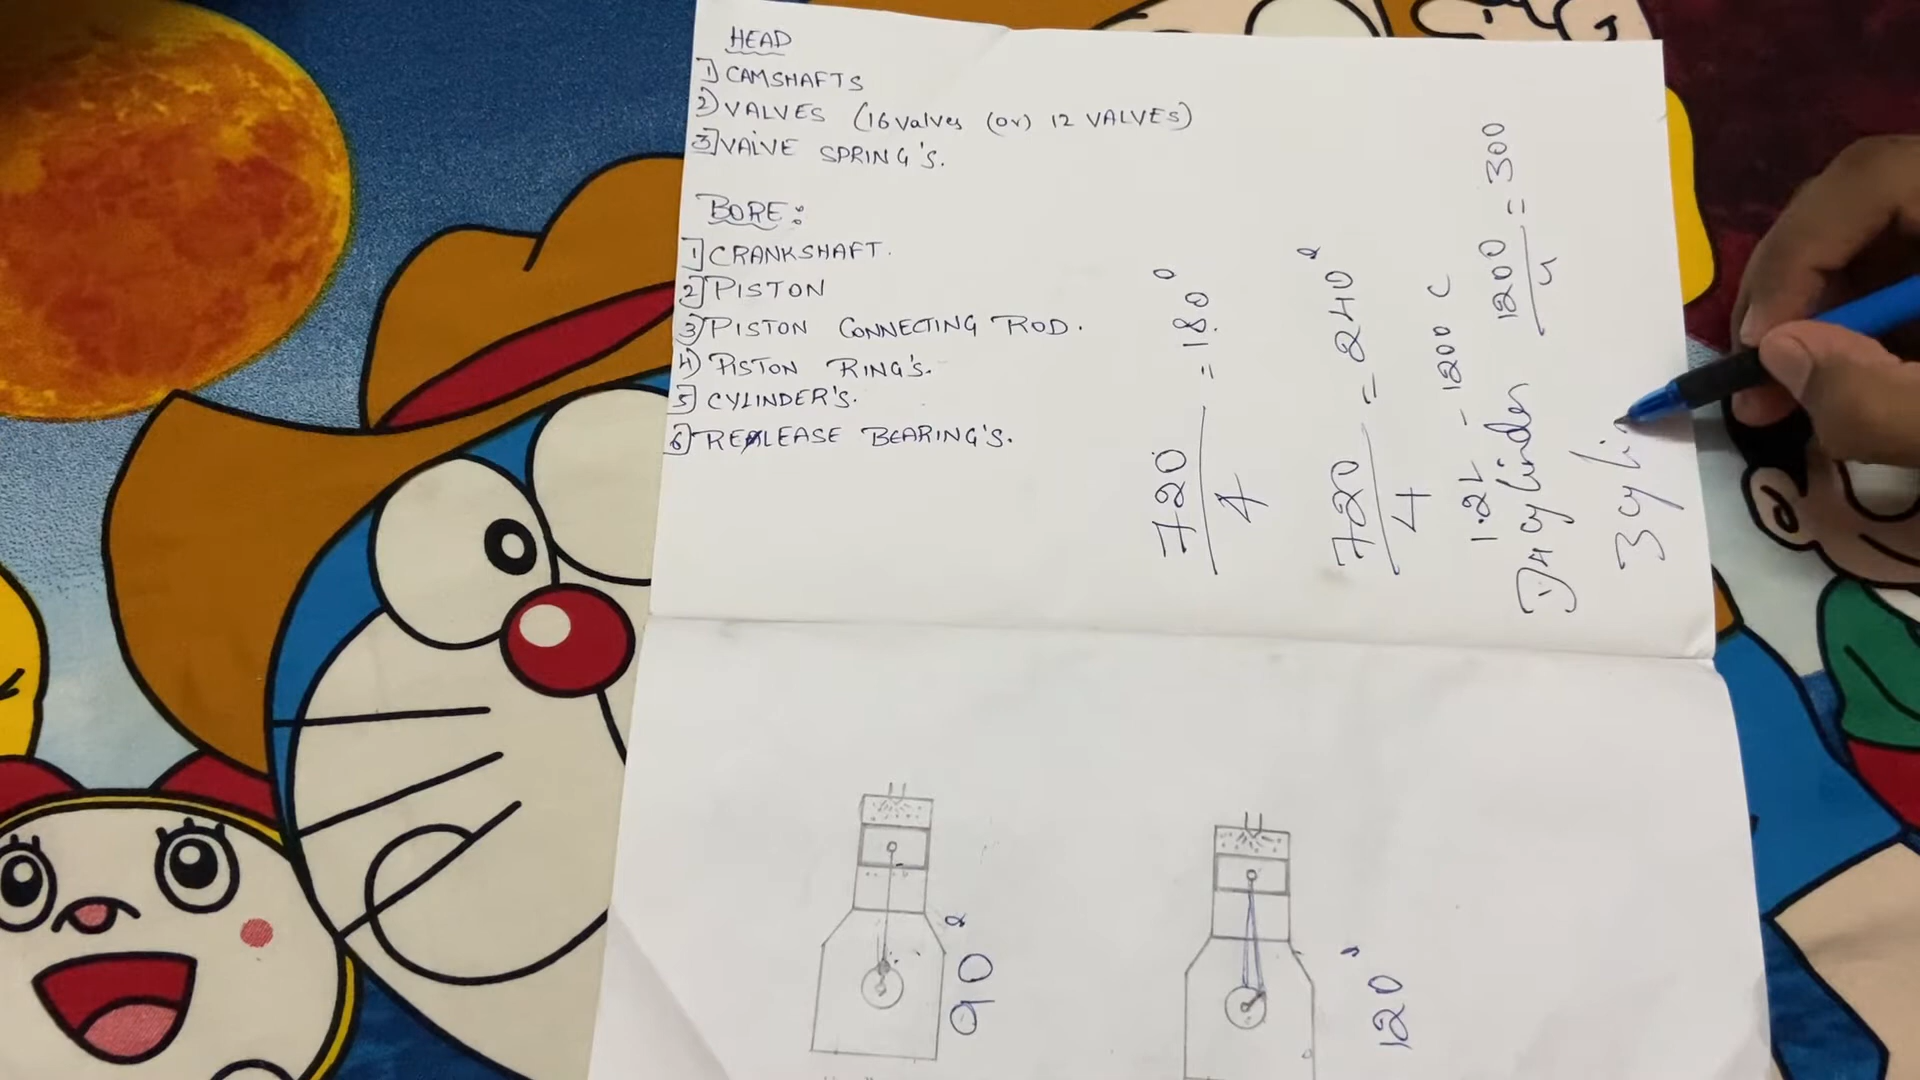 HEAD
1] CAMSHAFTS
2) VALVES (16 valves (or) 12 VALVES)
3] VALVE SPRING'S.
BORE:
1] CRANKSHAFT.
2] PISTON
3) PISTON CONNECTING ROD.
4) PISTON RING'S.
5] CYLINDER'S.
6] RELEASE BEARING'S.
720/4 = 180°
720/4 = 240°
1.2L - 1200 C
1) 4 cylinder 1200/4 = 300
3 cyli
90°
120°